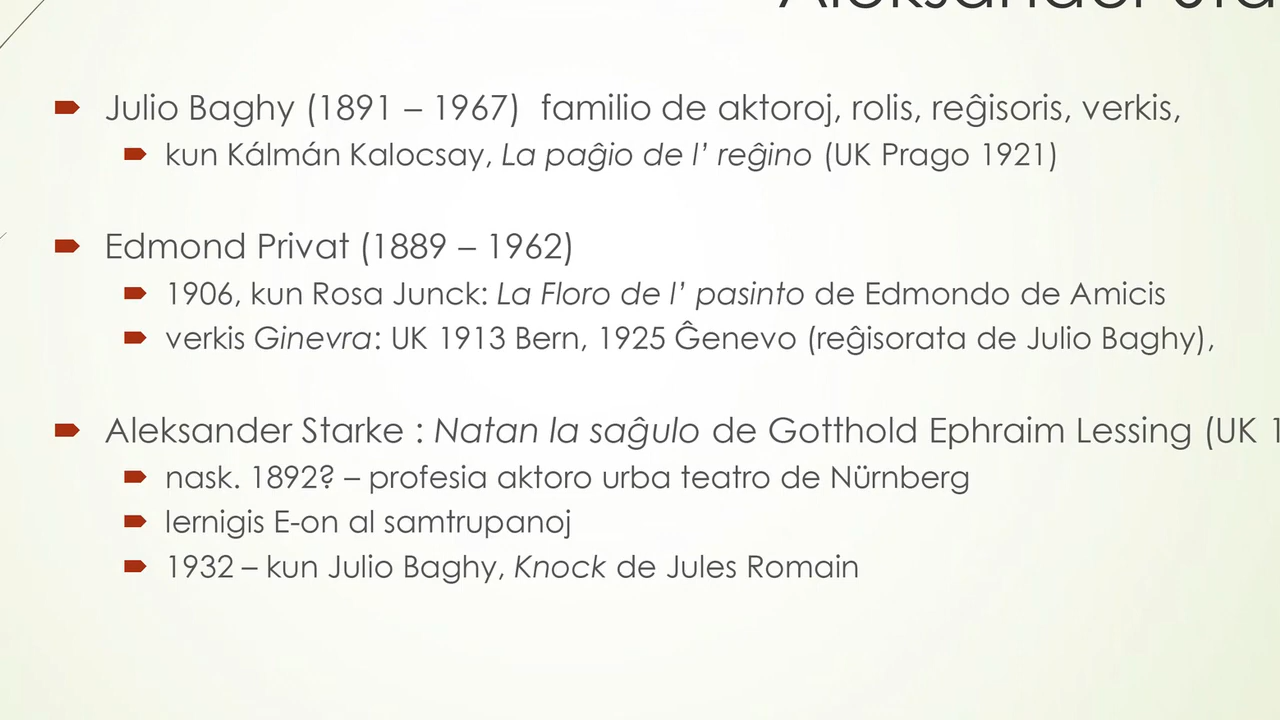 Aleksander Sta
Julio Baghy (1891 – 1967) familio de aktoroj, rolis, reĝisoris, verkis,
kun Kálmán Kalocsay, La paĝio de l’ reĝino (UK Prago 1921)
Edmond Privat (1889 – 1962)
1906, kun Rosa Junck: La Floro de l’ pasinto de Edmondo de Amicis
verkis Ginevra: UK 1913 Bern, 1925 Ĝenevo (reĝisorata de Julio Baghy),
Aleksander Starke : Natan la saĝulo de Gotthold Ephraim Lessing (UK 1
nask. 1892? – profesia aktoro urba teatro de Nürnberg
lernigis E-on al samtrupanoj
1932 – kun Julio Baghy, Knock de Jules Romain